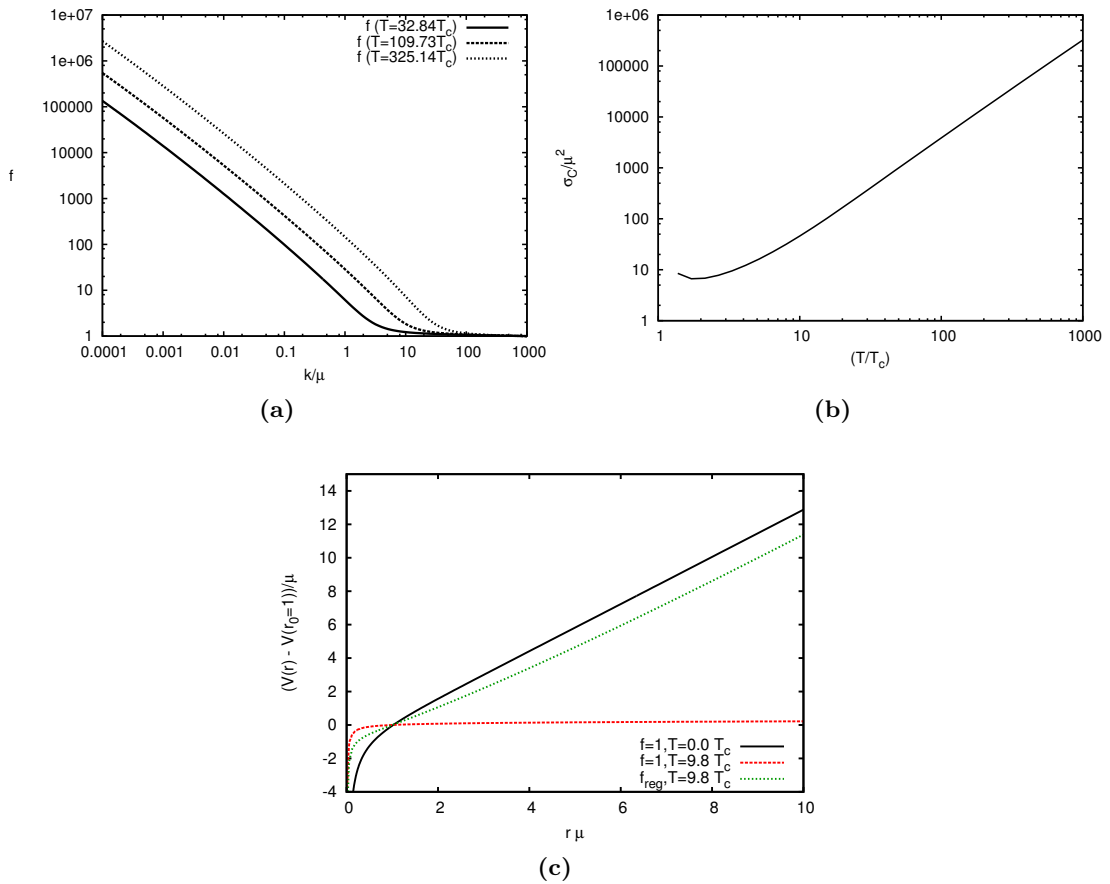 1e+07
1e+06
100000
10000
1000
100
10
1
f
0.0001 0.001 0.01 0.1 1 10 100 1000
k/μ
f (T=32.84T_c)
f (T=109.73T_c)
f (T=325.14T_c)
(a)
1e+06
100000
10000
1000
100
10
1
σ_C/μ²
1 10 100 1000
(T/T_c)
(b)
14
12
10
8
6
4
2
0
-2
-4
(V(r) - V(r_0=1))/μ
0 2 4 6 8 10
r μ
f=1,T=0.0 T_c
f=1,T=9.8 T_c
f_reg,T=9.8 T_c
(c)